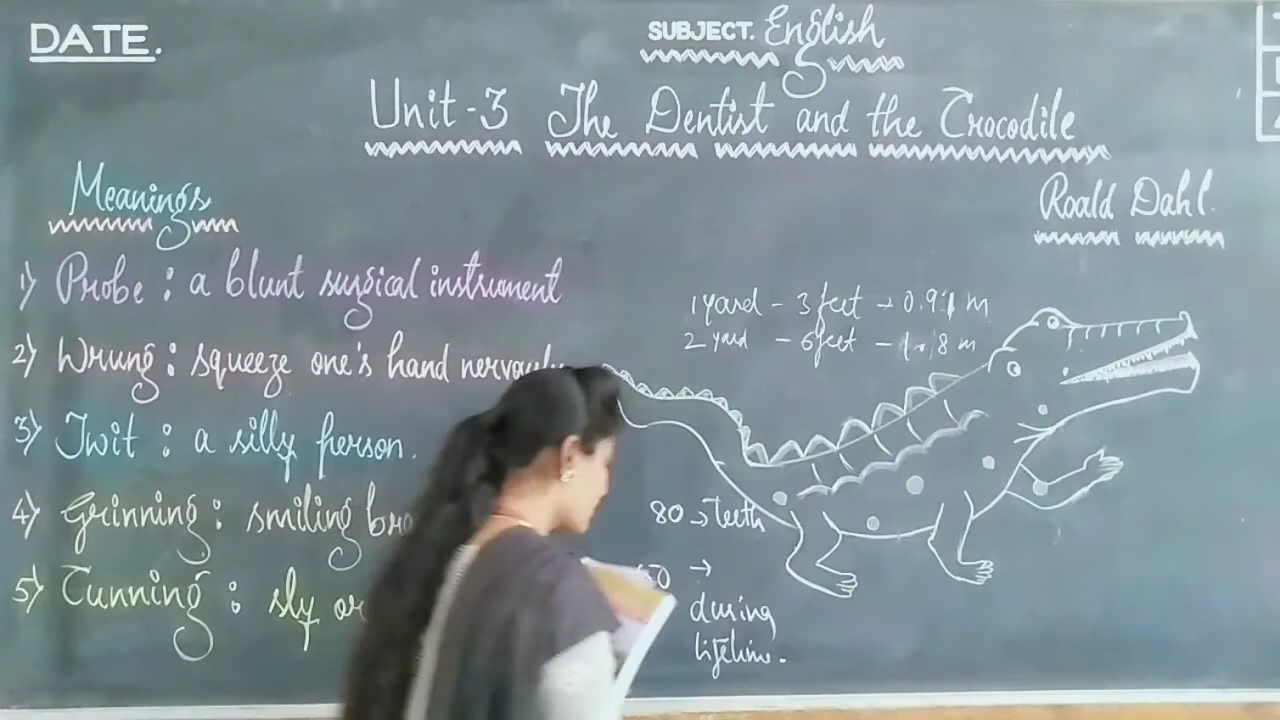 DATE.
SUBJECT. English
Unit-3 The Dentist and the Crocodile
Roald Dahl.
Meanings
1) Probe : a blunt surgical instrument
2) Wrung : squeeze one's hand
3) Twit : a silly person.
4) Grinning : smiling
5) Cunning : sly or
1 yard - 3 feet → 0.91 m
2 yard - 6 feet - 1.8 m
80 → Teeth
→
during
lifetime.